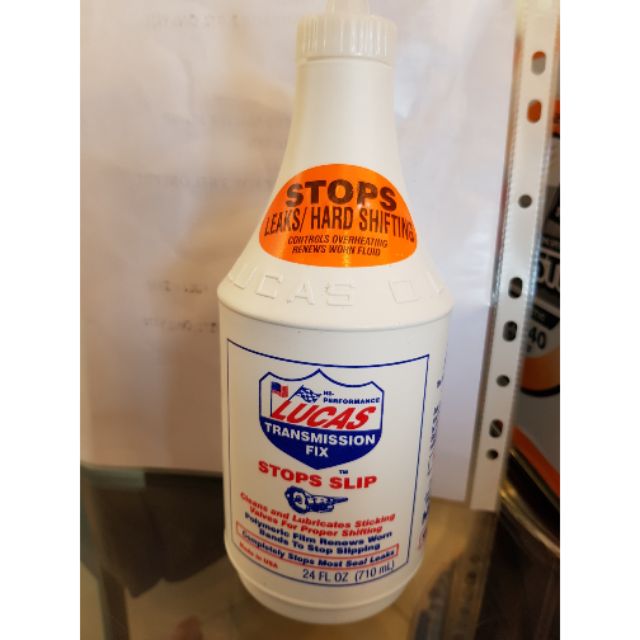 STOPS
LEAKS/ HARD SHIFTING
CONTROLS OVERHEATING
RENEWS WORN FLUID
LUCAS OIL
HI-
PERFORMANCE
LUCAS
TRANSMISSION
FIX
STOPS SLIP
TM
Cleans and Lubricates Sticking
Valves For Proper Shifting
Polymeric Film Renews Worn
Bands To Stop Slipping
Completely Stops Most Seal Leaks
Made in USA
24 FL OZ (710 mL)
40